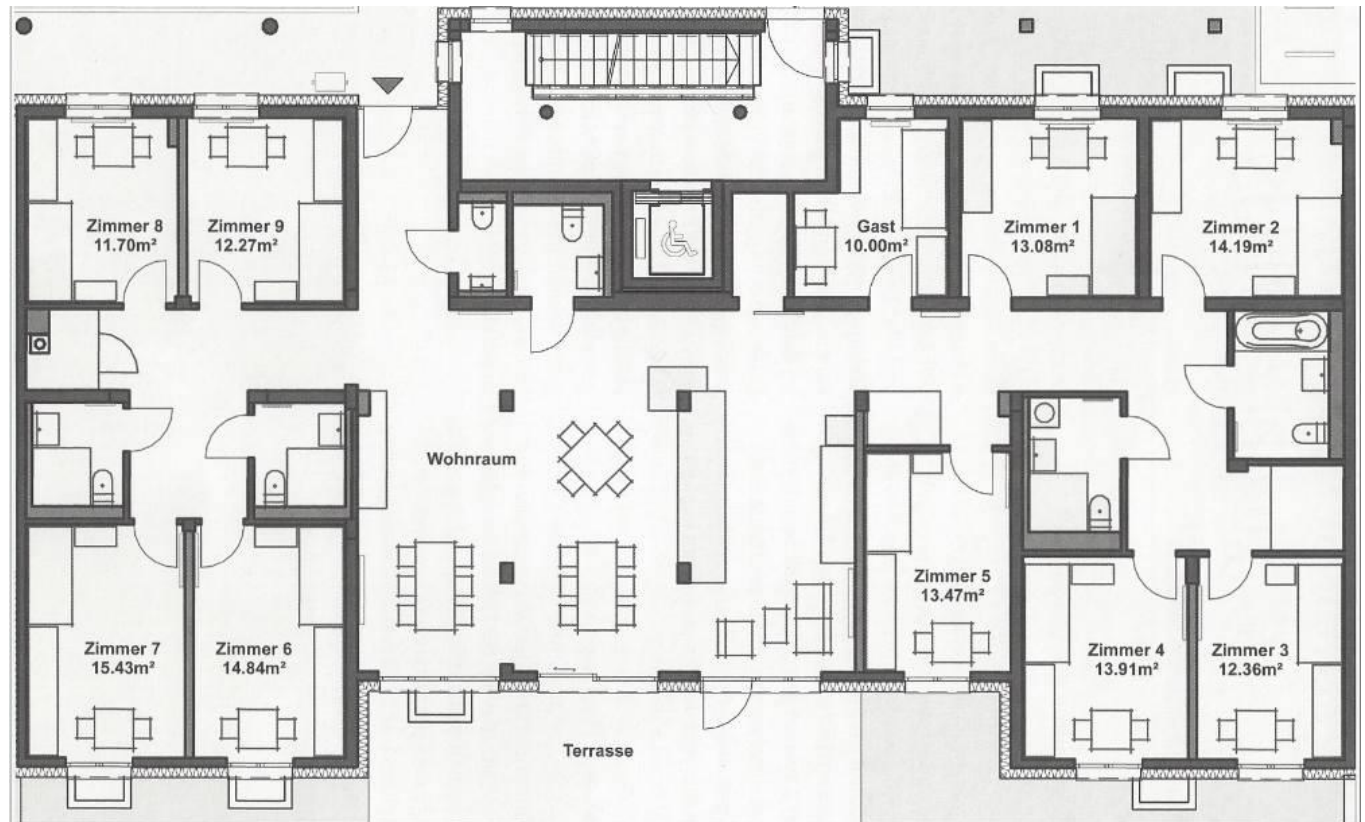 Zimmer 8
11.70m²
Zimmer 9
12.27m²
Gast
10.00m²
Zimmer 1
13.08m²
Zimmer 2
14.19m²
Wohnraum
Zimmer 5
13.47m²
Zimmer 7
15.43m²
Zimmer 6
14.84m²
Zimmer 4
13.91m²
Zimmer 3
12.36m²
Terrasse